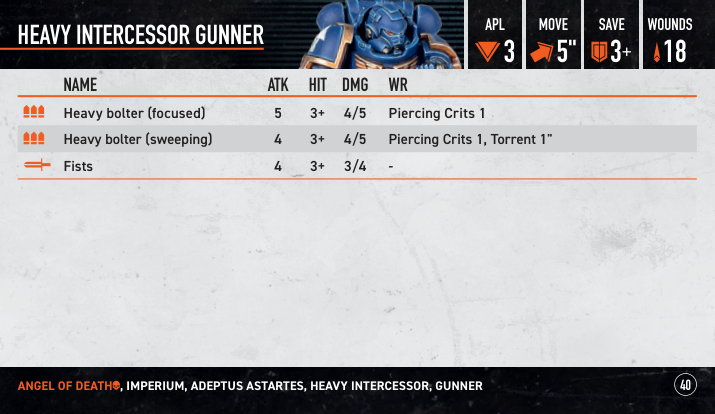 HEAVY INTERCESSOR GUNNER
APL MOVE SAVE WOUNDS
3 5" 3+ 18
NAME ATK HIT DMG WR
Heavy bolter (focused) 5 3+ 4/5 Piercing Crits 1
Heavy bolter (sweeping) 4 3+ 4/5 Piercing Crits 1, Torrent 1"
Fists 4 3+ 3/4 -
ANGEL OF DEATH, IMPERIUM, ADEPTUS ASTARTES, HEAVY INTERCESSOR, GUNNER 40